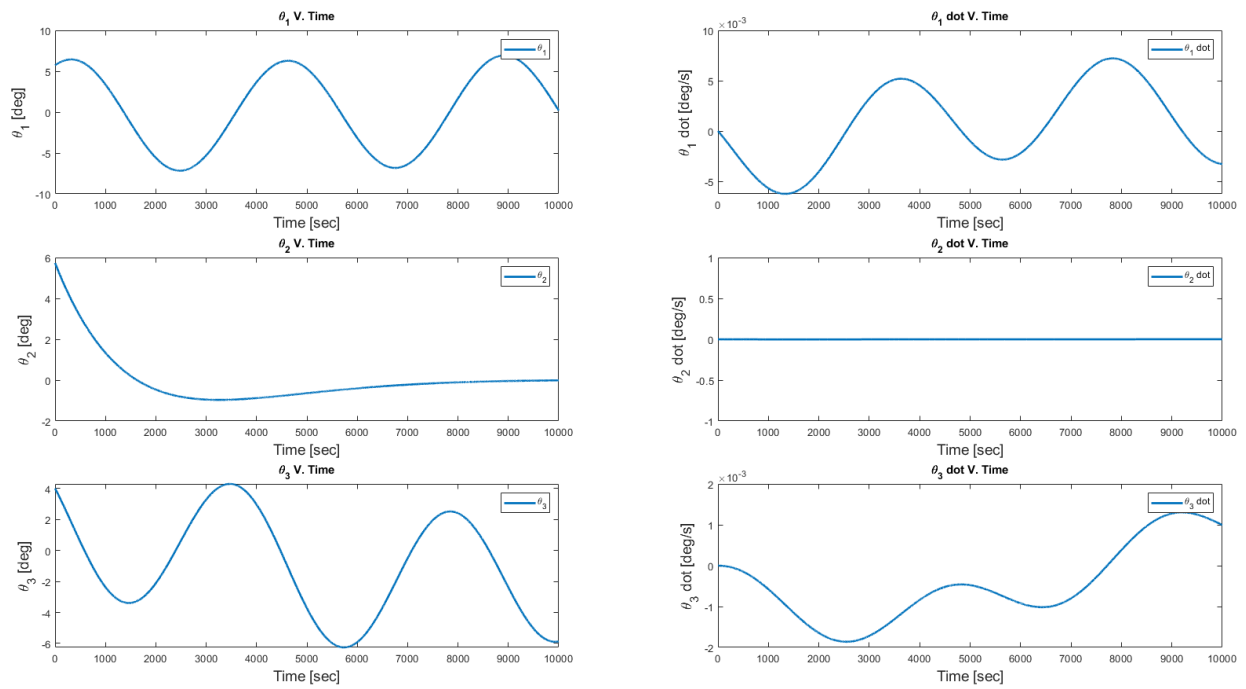 θ1 V. Time
θ1 [deg]
10
5
0
-5
-10
θ1
0 1000 2000 3000 4000 5000 6000 7000 8000 9000 10000
Time [sec]
θ1 dot V. Time
×10-3
θ1 dot [deg/s]
10
5
0
-5
θ1 dot
0 1000 2000 3000 4000 5000 6000 7000 8000 9000 10000
Time [sec]
θ2 V. Time
θ2 [deg]
6
4
2
0
-2
θ2
0 1000 2000 3000 4000 5000 6000 7000 8000 9000 10000
Time [sec]
θ2 dot V. Time
θ2 dot [deg/s]
1
0.5
0
-0.5
-1
θ2 dot
0 1000 2000 3000 4000 5000 6000 7000 8000 9000 10000
Time [sec]
θ3 V. Time
θ3 [deg]
4
2
0
-2
-4
-6
θ3
0 1000 2000 3000 4000 5000 6000 7000 8000 9000 10000
Time [sec]
θ3 dot V. Time
×10-3
θ3 dot [deg/s]
2
1
0
-1
-2
θ3 dot
0 1000 2000 3000 4000 5000 6000 7000 8000 9000 10000
Time [sec]